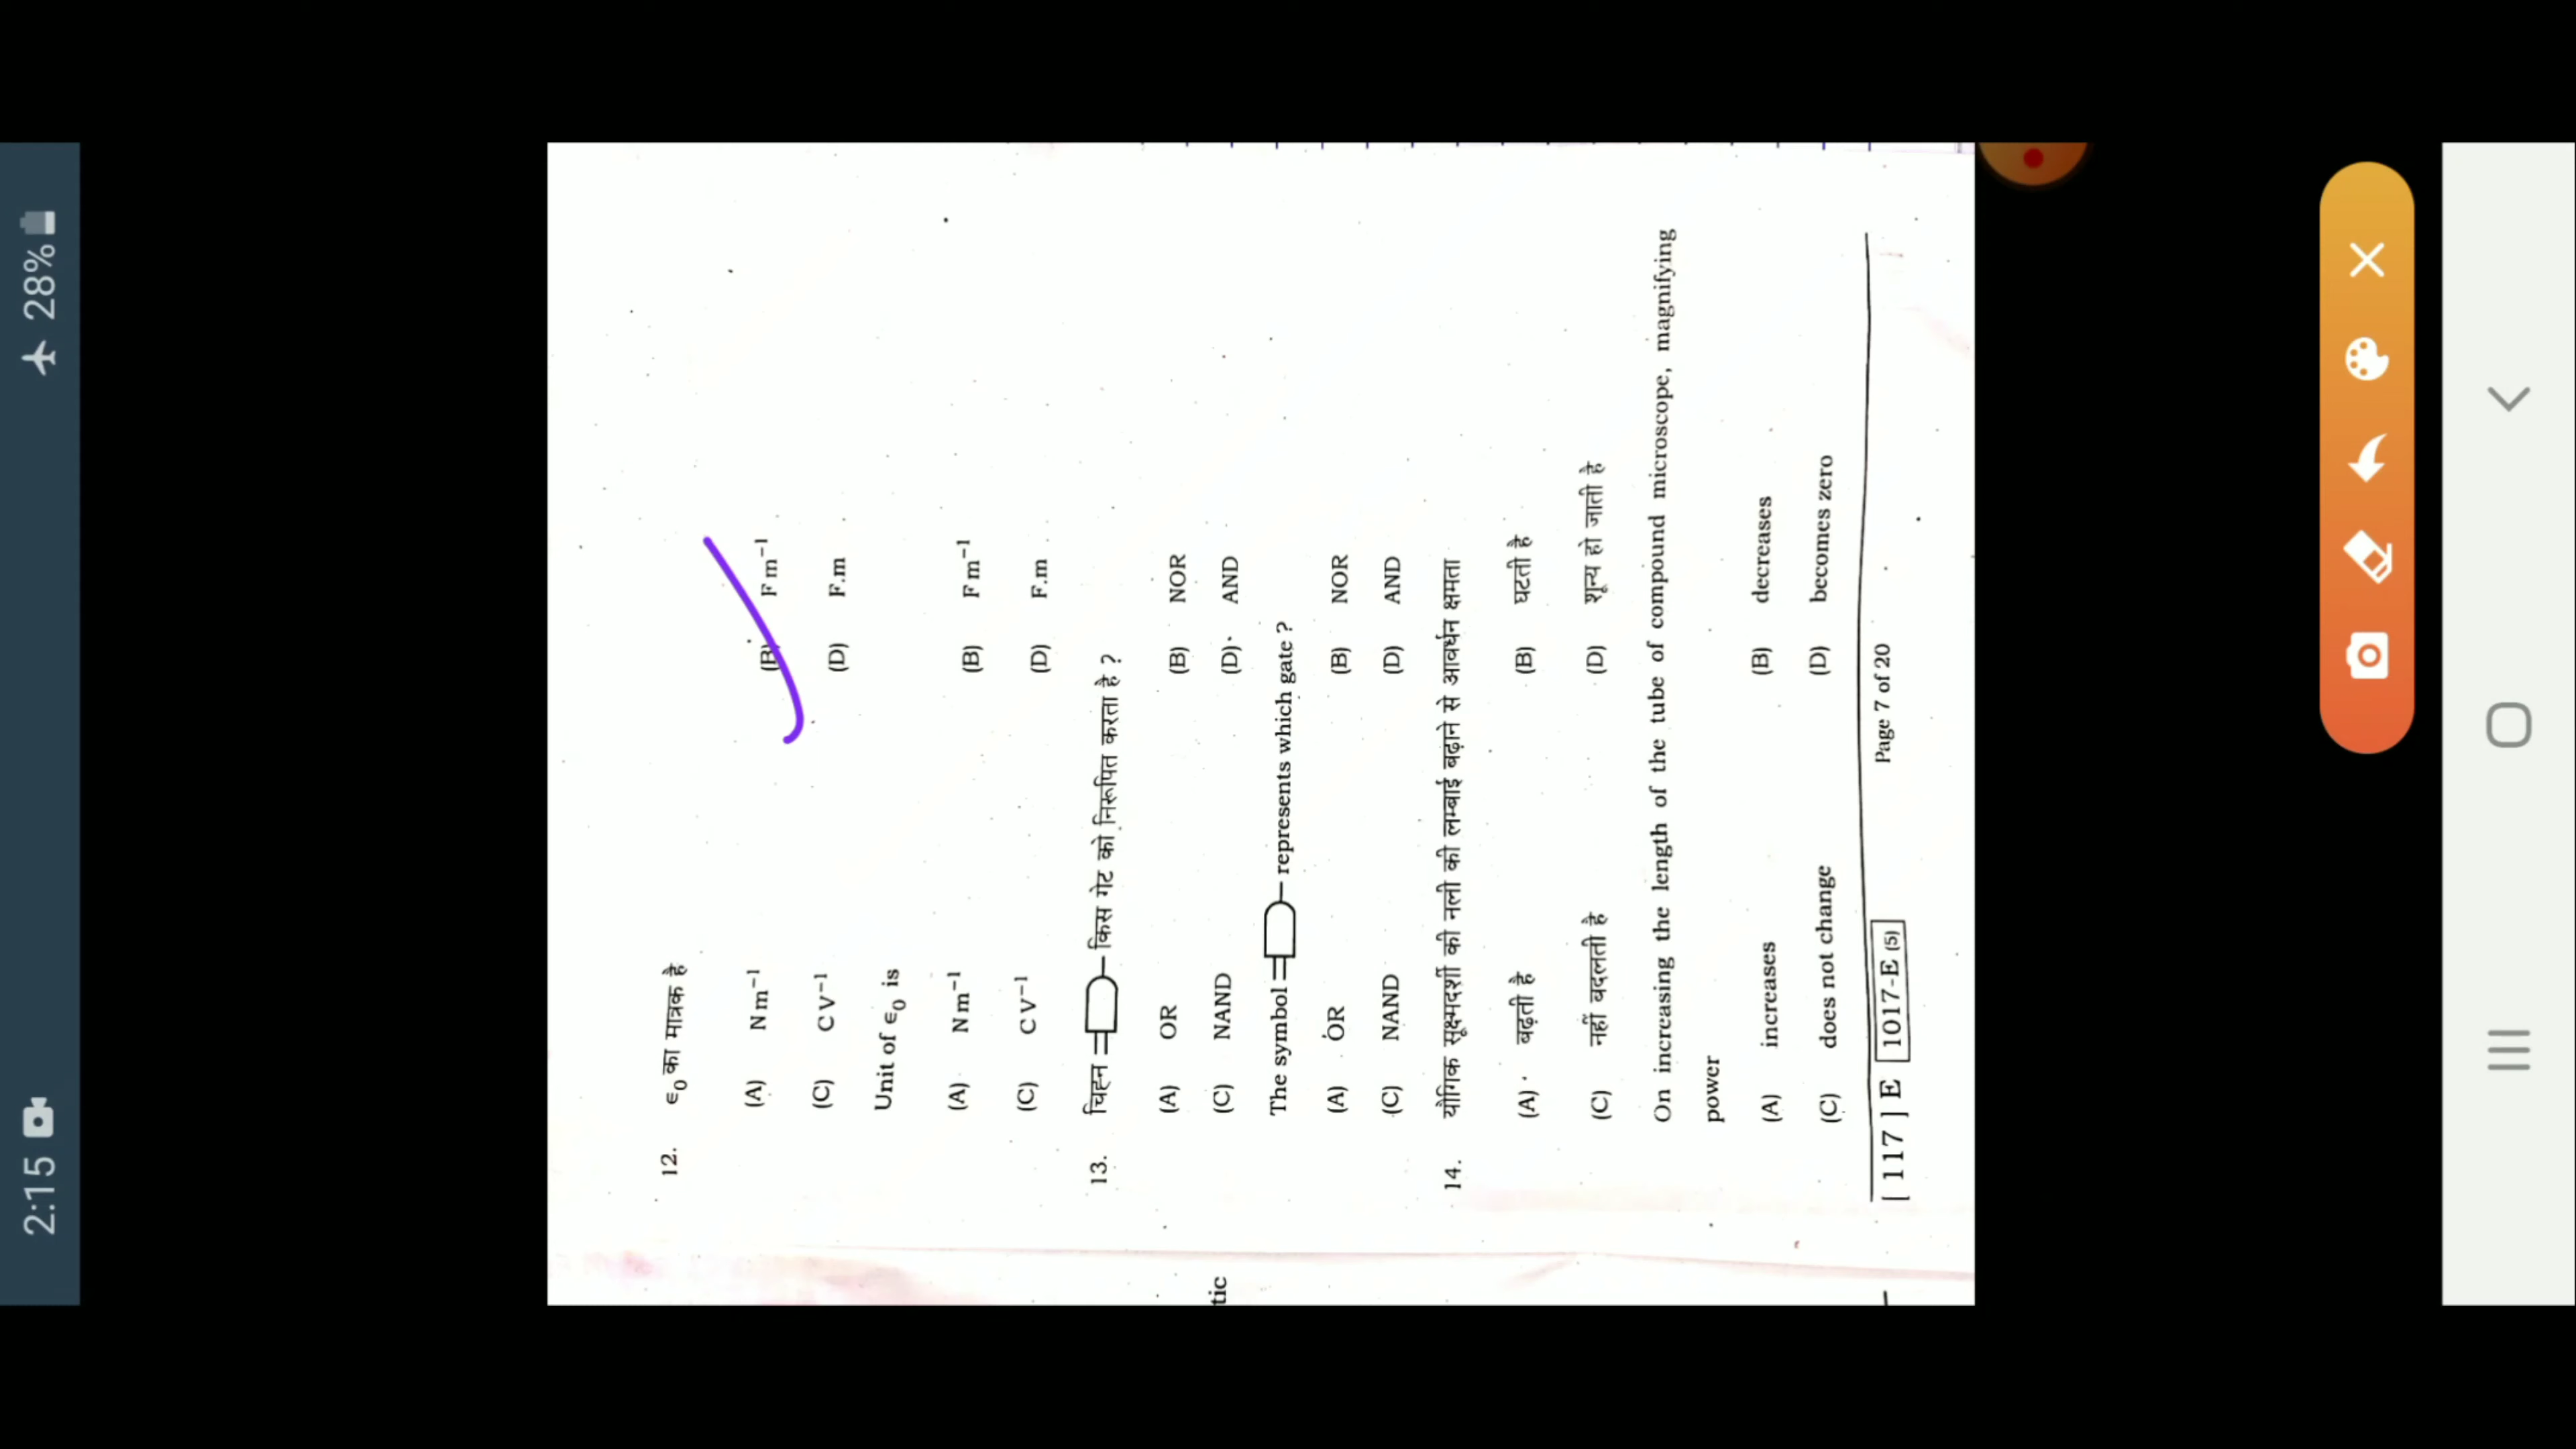 2:15
28%
12. ϵ0 का मात्रक है
(A) N m⁻¹ (B) F m⁻¹
(C) C V⁻¹ (D) F.m
Unit of ϵ0 is
(A) N m⁻¹ (B) F m⁻¹
(C) C V⁻¹ (D) F.m
13. चिह्न किस गेट को निरूपित करता है ?
(A) OR (B) NOR
(C) NAND (D) AND
The symbol represents which gate ?
(A) OR (B) NOR
(C) NAND (D) AND
14. यौगिक सूक्ष्मदर्शी की नली की लम्बाई बढ़ाने से आवर्धन क्षमता
(A) बढ़ती है (B) घटती है
(C) नहीं बदलती है (D) शून्य हो जाती है
On increasing the length of the tube of compound microscope, magnifying
power
(A) increases (B) decreases
(C) does not change (D) becomes zero
[ 117 ] E 1017-E (5) Page 7 of 20
tic